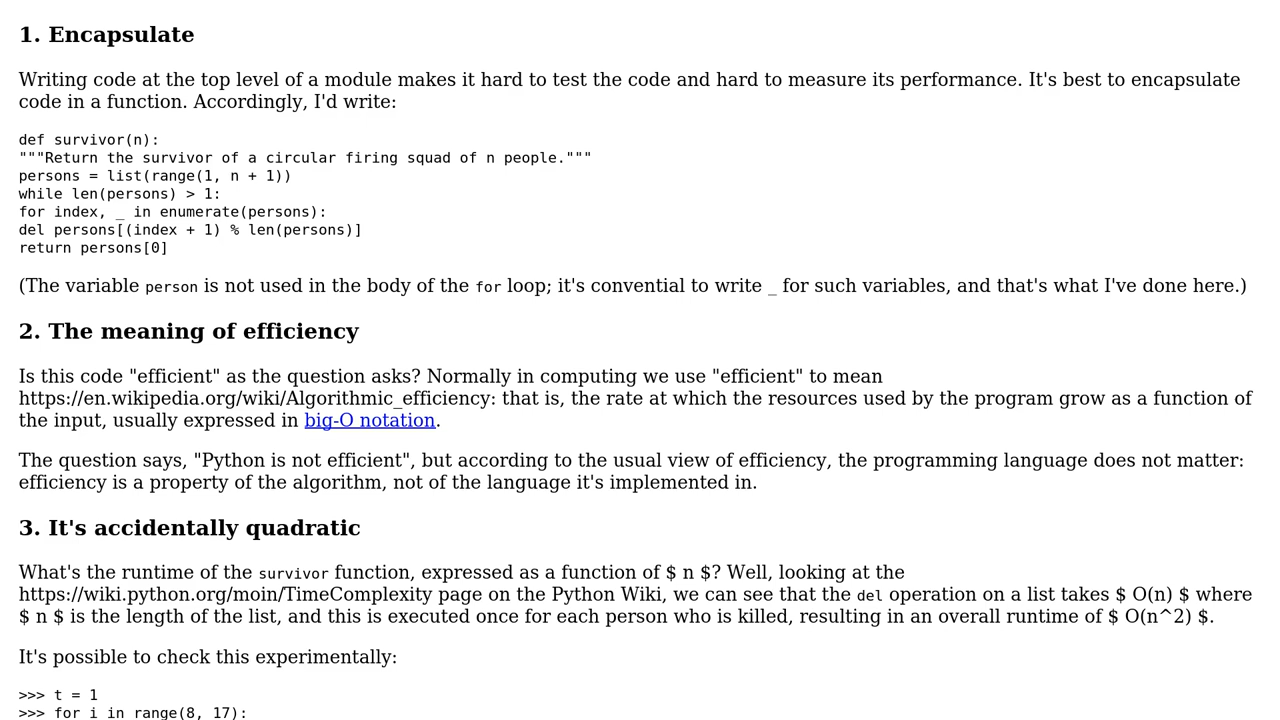 1. Encapsulate
Writing code at the top level of a module makes it hard to test the code and hard to measure its performance. It's best to encapsulate
code in a function. Accordingly, I'd write:
def survivor(n):
"""Return the survivor of a circular firing squad of n people."""
persons = list(range(1, n + 1))
while len(persons) > 1:
for index, _ in enumerate(persons):
del persons[(index + 1) % len(persons)]
return persons[0]
(The variable person is not used in the body of the for loop; it's convential to write _ for such variables, and that's what I've done here.)
2. The meaning of efficiency
Is this code "efficient" as the question asks? Normally in computing we use "efficient" to mean
https://en.wikipedia.org/wiki/Algorithmic_efficiency: that is, the rate at which the resources used by the program grow as a function of
the input, usually expressed in big-O notation.
The question says, "Python is not efficient", but according to the usual view of efficiency, the programming language does not matter:
efficiency is a property of the algorithm, not of the language it's implemented in.
3. It's accidentally quadratic
What's the runtime of the survivor function, expressed as a function of $ n $? Well, looking at the
https://wiki.python.org/moin/TimeComplexity page on the Python Wiki, we can see that the del operation on a list takes $ O(n) $ where
$ n $ is the length of the list, and this is executed once for each person who is killed, resulting in an overall runtime of $ O(n^2) $.
It's possible to check this experimentally:
>>> t = 1
>>> for i in range(8, 17):